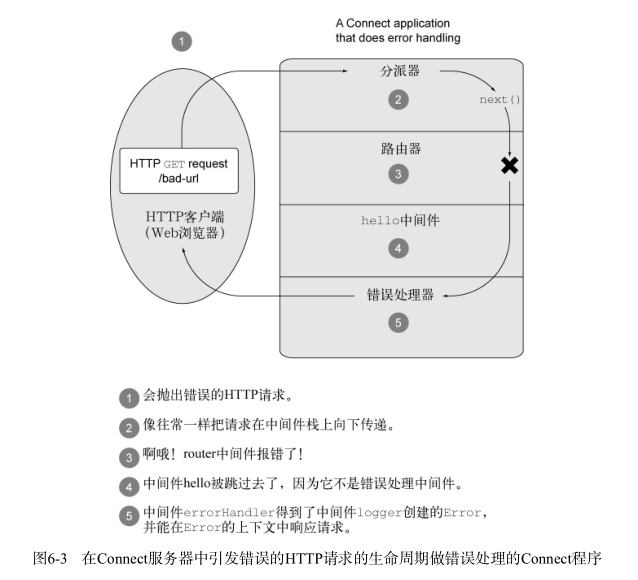 A Connect application
that does error handling
1
分派器
2
next()
HTTP GET request
/bad-url
路由器
3
HTTP客户端
(Web浏览器)
hello中间件
4
错误处理器
5
1 会抛出错误的HTTP请求。
2 像往常一样把请求在中间件栈上向下传递。
3 啊哦！router中间件报错了！
4 中间件hello被跳过去了，因为它不是错误处理中间件。
5 中间件errorHandler得到了中间件logger创建的Error，
并能在Error的上下文中响应请求。
图6-3 在Connect服务器中引发错误的HTTP请求的生命周期做错误处理的Connect程序